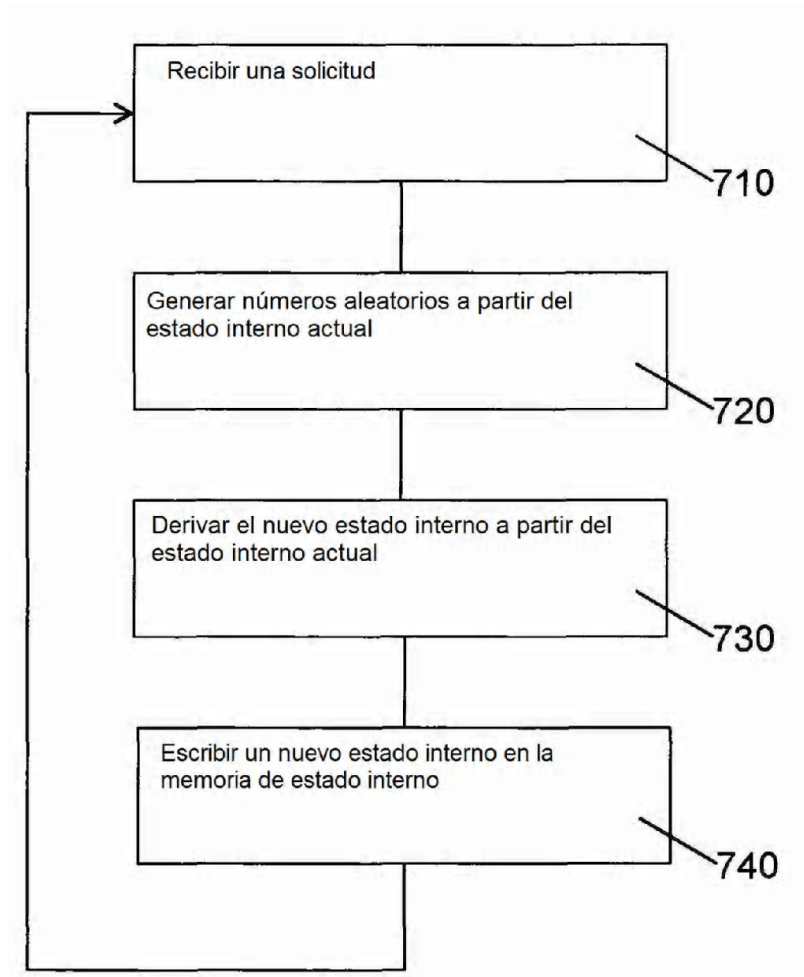 Recibir una solicitud
710
Generar números aleatorios a partir del
estado interno actual
720
Derivar el nuevo estado interno a partir del
estado interno actual
730
Escribir un nuevo estado interno en la
memoria de estado interno
740